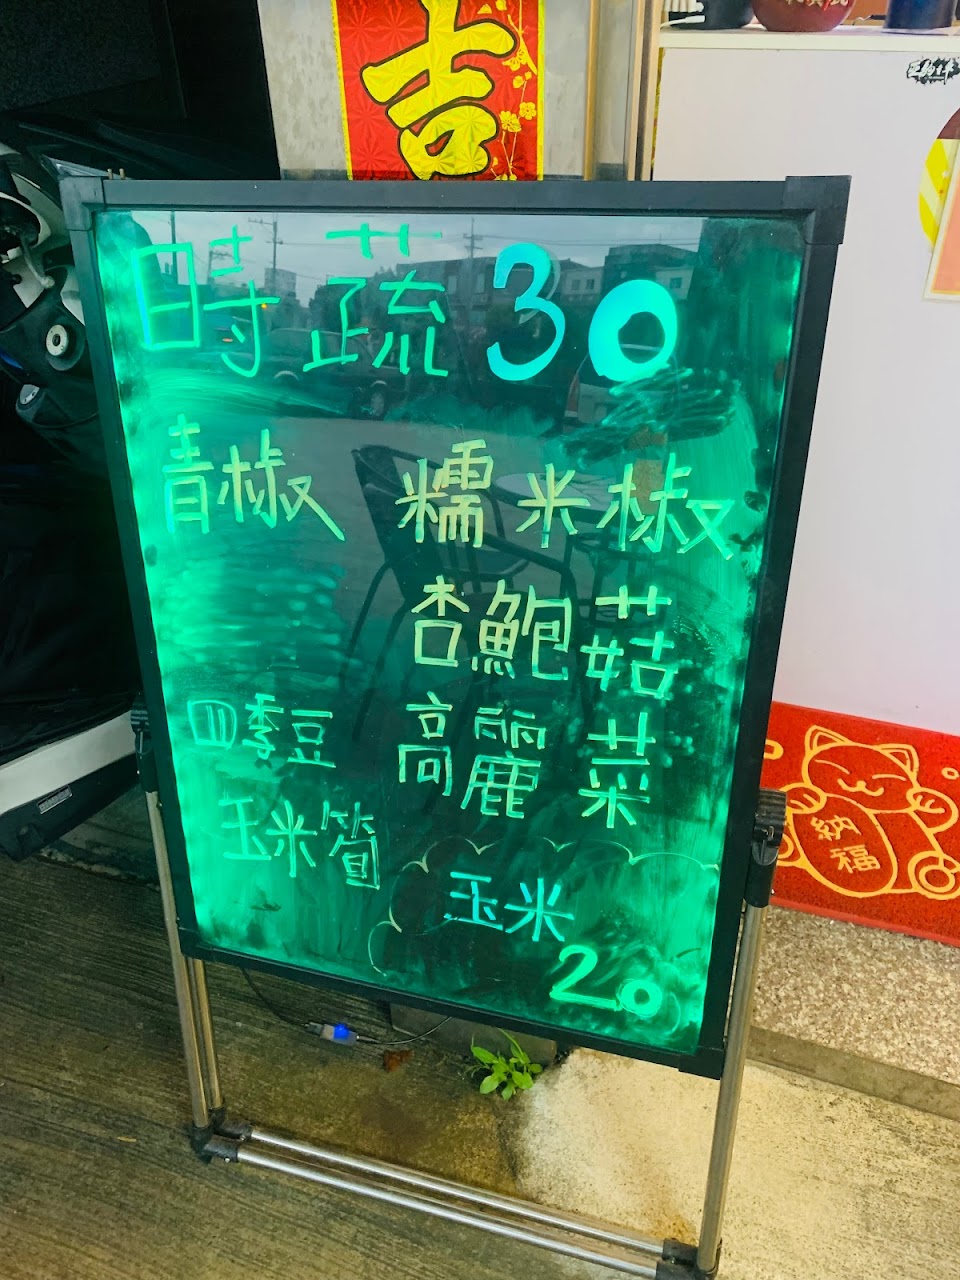 吉
時蔬 30
青椒 糯米椒
杏鮑菇
四季豆 高麗菜
玉米筍
玉米
20
納福